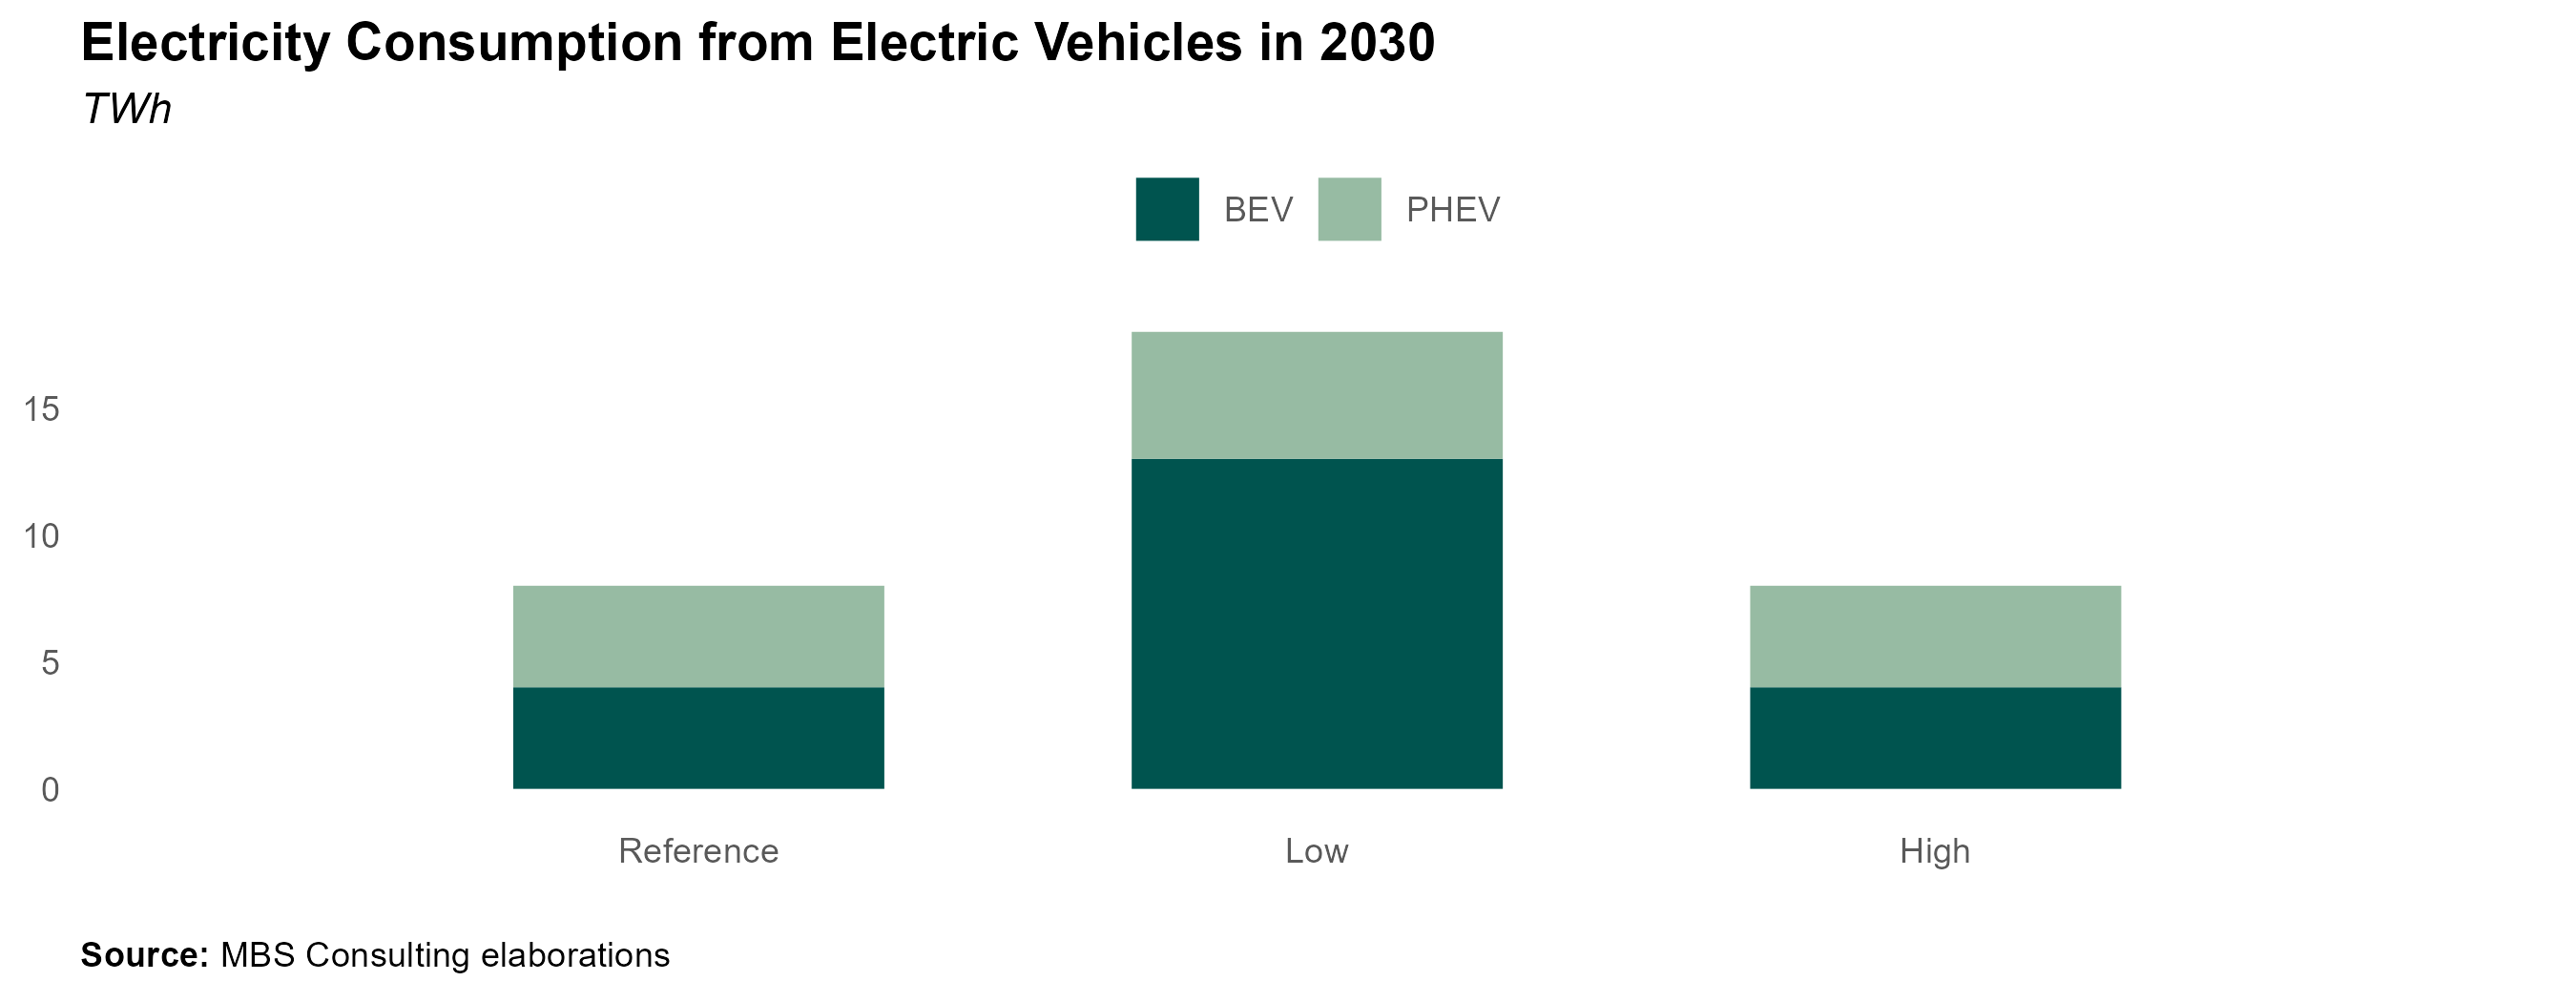 Electricity Consumption from Electric Vehicles in 2030
TWh
BEV PHEV
15
10
5
0
Reference Low High
Source: MBS Consulting elaborations